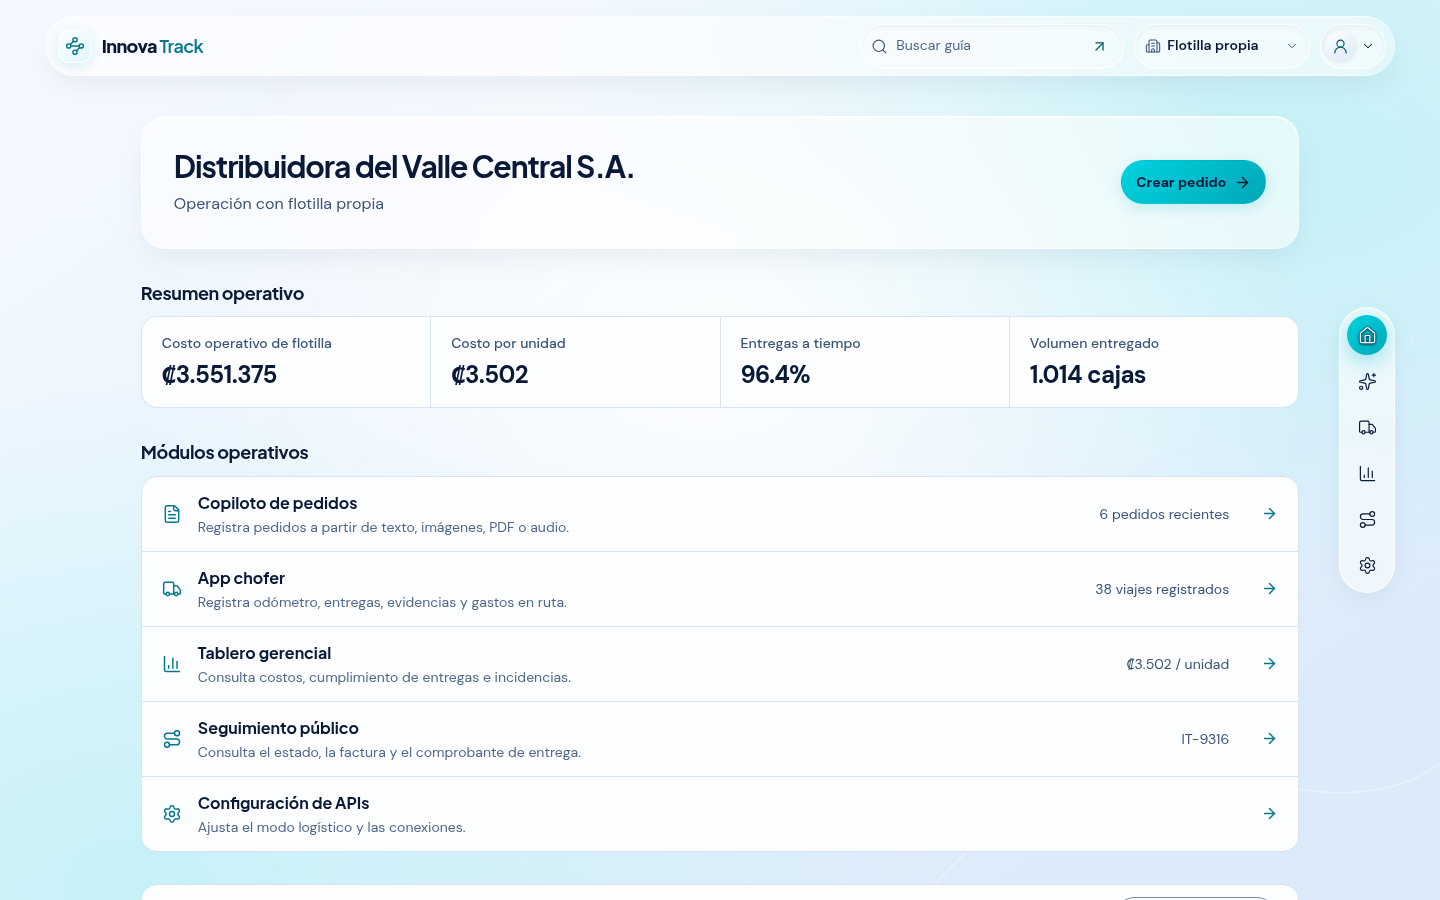 Innova Track
Buscar guía
Flotilla propia
Distribuidora del Valle Central S.A.
Operación con flotilla propia
Crear pedido
Resumen operativo
Costo operativo de flotilla
₡3.551.375
Costo por unidad
₡3.502
Entregas a tiempo
96.4%
Volumen entregado
1.014 cajas
Módulos operativos
Copiloto de pedidos
Registra pedidos a partir de texto, imágenes, PDF o audio.
6 pedidos recientes
App chofer
Registra odómetro, entregas, evidencias y gastos en ruta.
38 viajes registrados
Tablero gerencial
Consulta costos, cumplimiento de entregas e incidencias.
₡3.502 / unidad
Seguimiento público
Consulta el estado, la factura y el comprobante de entrega.
IT-9316
Configuración de APIs
Ajusta el modo logístico y las conexiones.